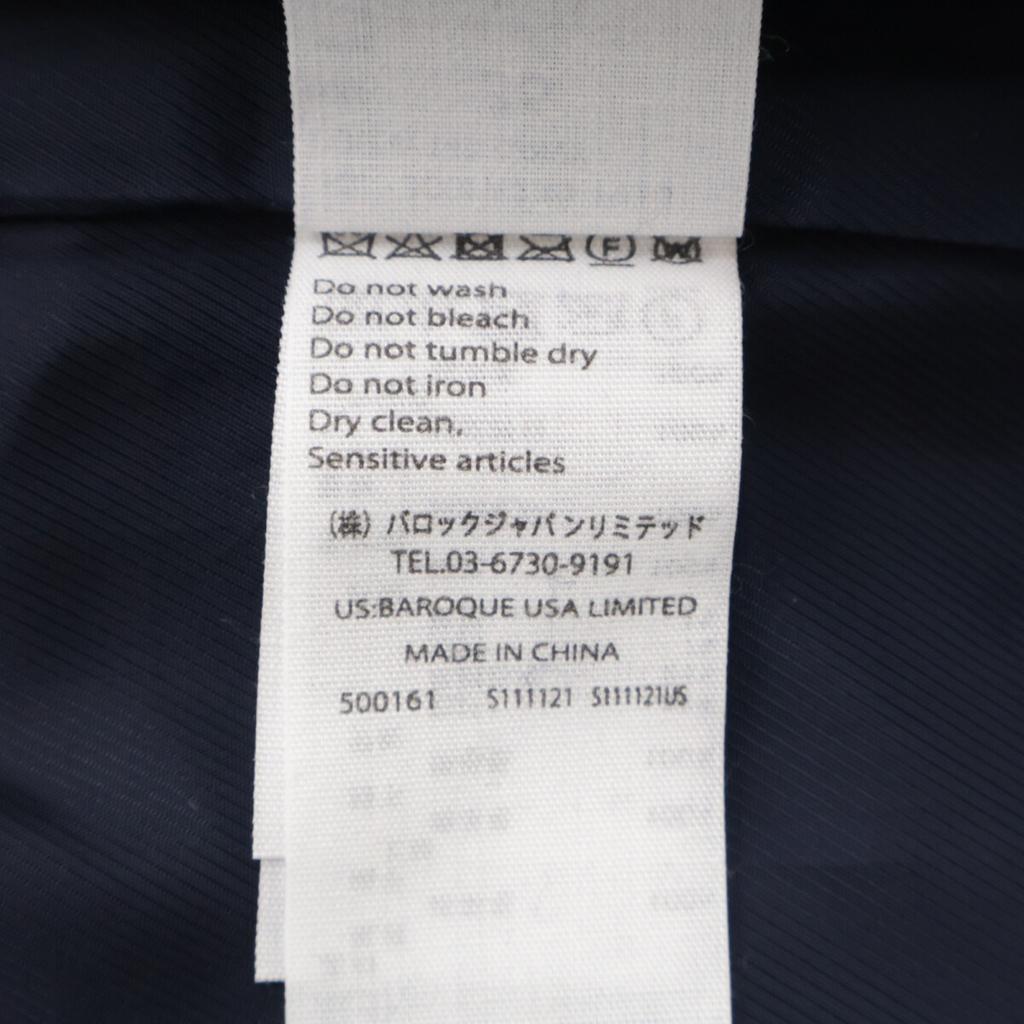 F W
Do not wash
Do not bleach
Do not tumble dry
Do not iron
Dry clean,
Sensitive articles
(株) バロックジャパンリミテッド
TEL.03-6730-9191
US:BAROQUE USA LIMITED
MADE IN CHINA
500161 S111121 S111121US